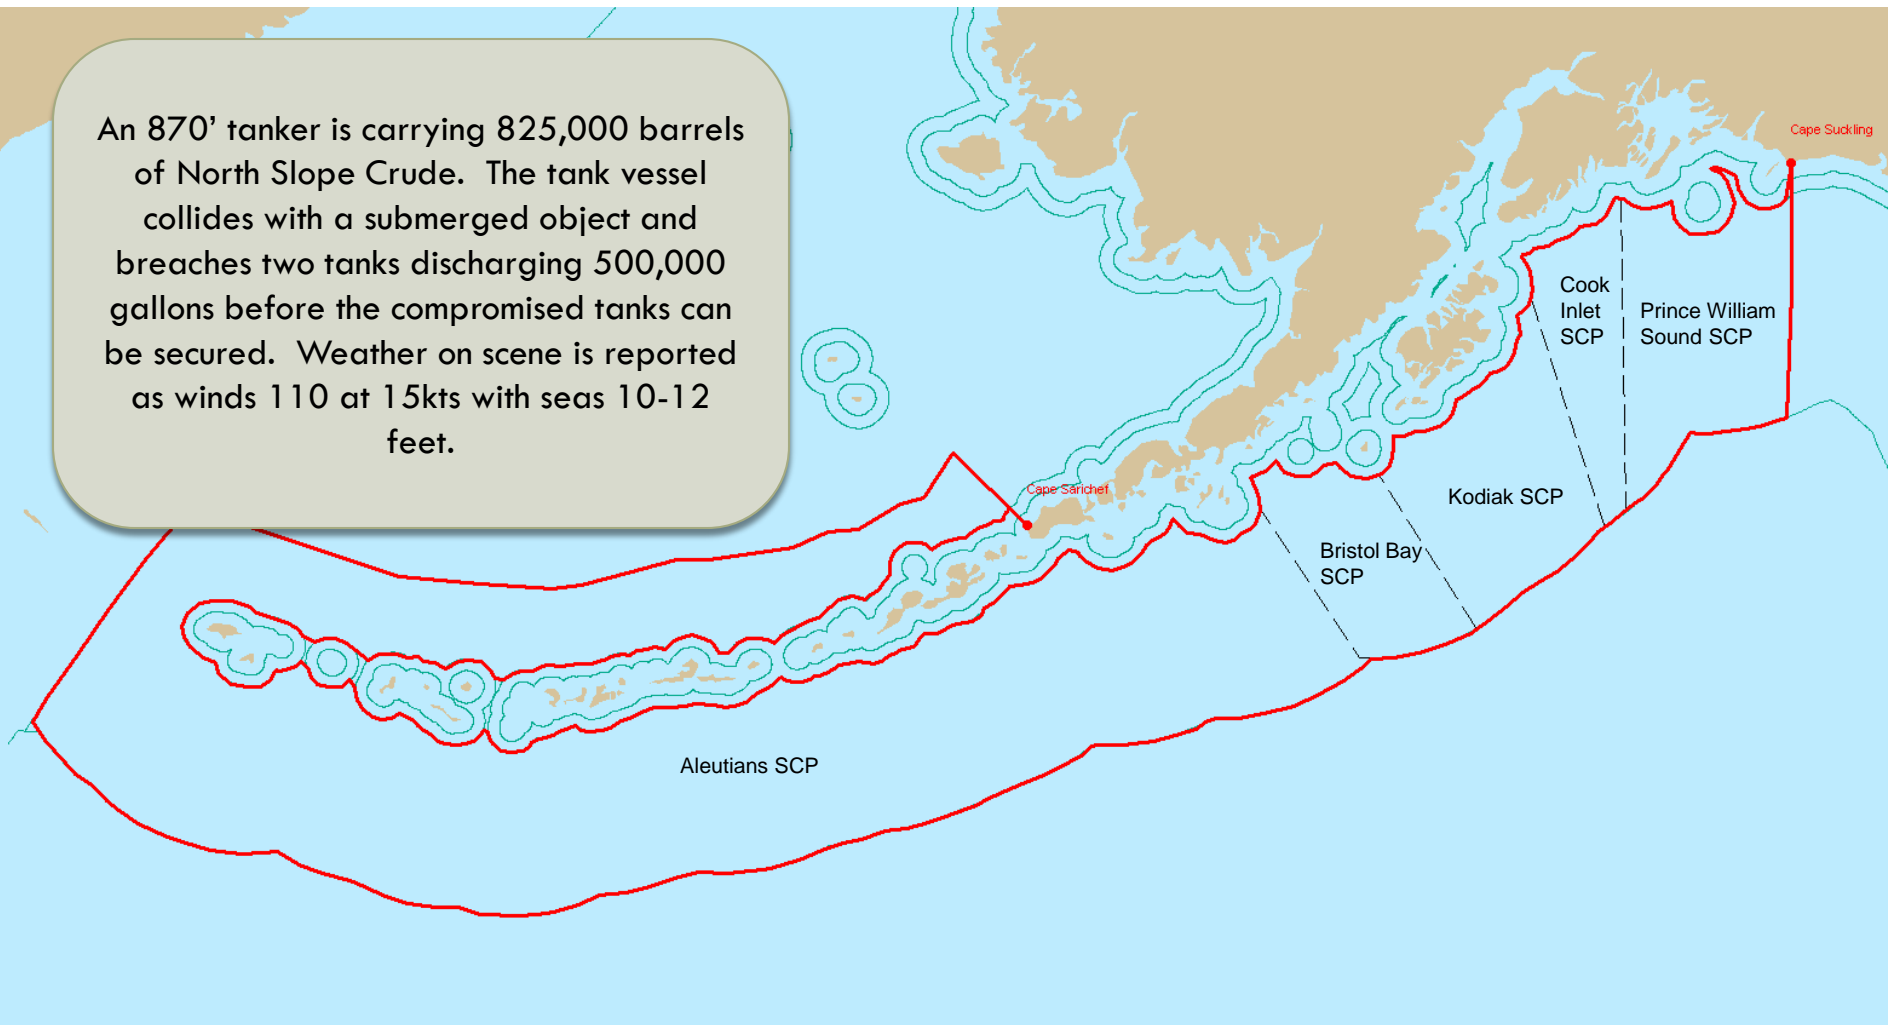 An 870’ tanker is carrying 825,000 barrels
of North Slope Crude.  The tank vessel
collides with a submerged object and
breaches two tanks discharging 500,000
gallons before the compromised tanks can
be secured.  Weather on scene is reported
as winds 110 at 15kts with seas 10-12
feet.
Cape Suckling
Cook
Inlet
SCP
Prince William
Sound SCP
Cape Sarichef
Kodiak SCP
Bristol Bay
SCP
Aleutians SCP